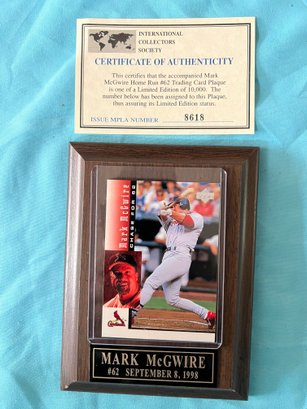 INTERNATIONAL
COLLECTORS
SOCIETY
CERTIFICATE OF AUTHENTICITY
This certifies that the accompanied Mark
McGwire Home Run #62 Trading Card Plaque
is one of a Limited Edition of 10,000. The
number below has been assigned to this Plaque,
thus assuring its Limited Edition status.
ISSUE MPLA NUMBER 8618
Mark McGwire
CHASE FOR 62
MARK McGWIRE
#62 SEPTEMBER 8, 1998